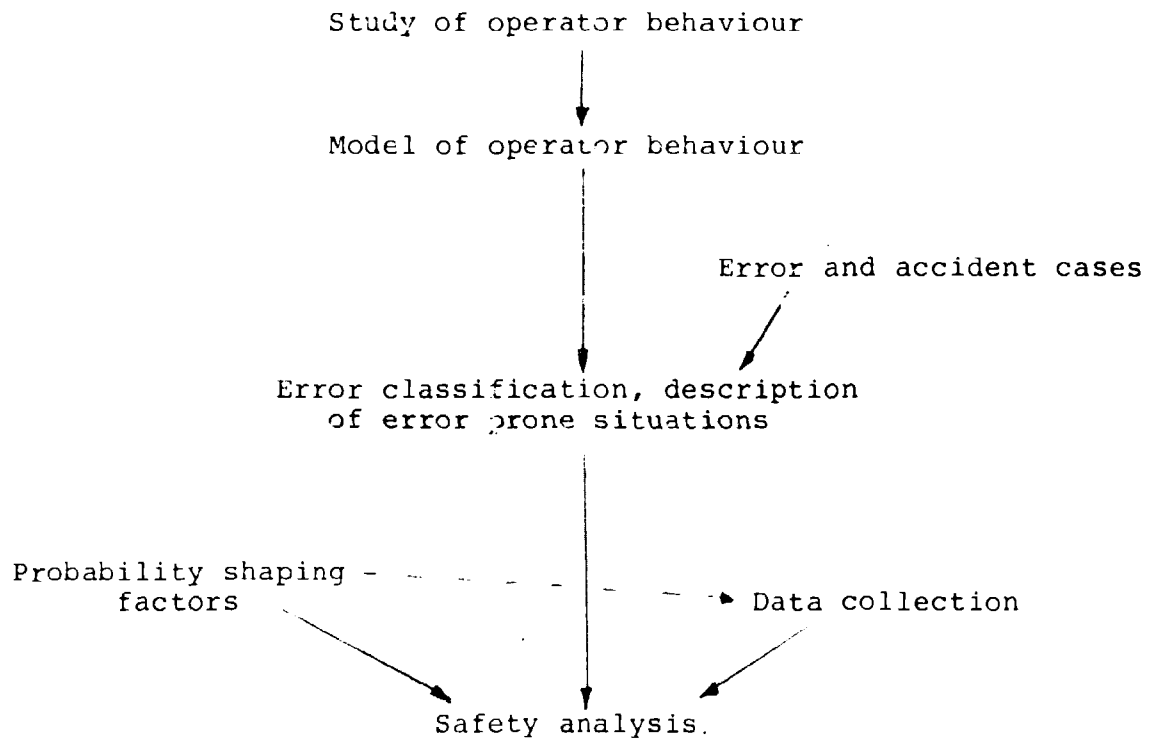 Study of operator behaviour
Model of operator behaviour
Error and accident cases
Error classification, description
of error prone situations
Probability shaping
factors
Data collection
Safety analysis.